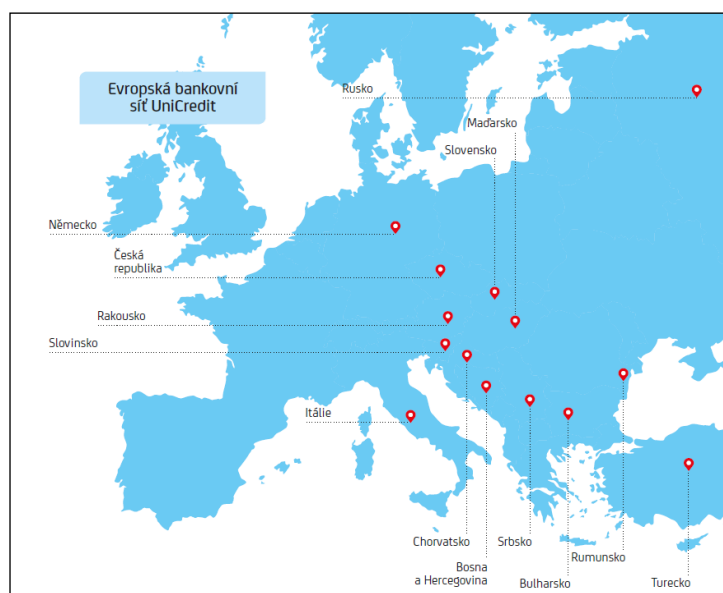 Evropská bankovní
síť UniCredit
Rusko
Maďarsko
Slovensko
Německo
Česká
republika
Rakousko
Slovinsko
Itálie
Chorvatsko
Srbsko
Bosna
a Hercegovina
Rumunsko
Bulharsko
Turecko